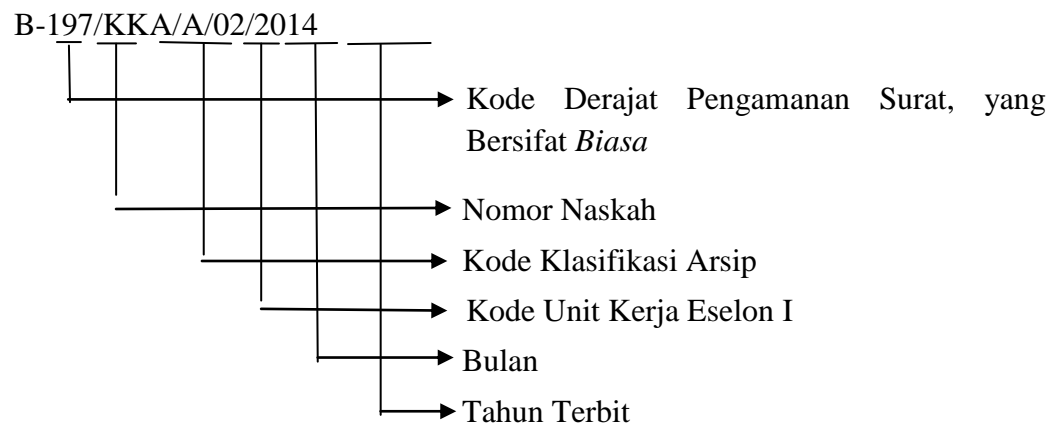 B-197/KKA/A/02/2014
Kode Derajat Pengamanan Surat, yang
Bersifat Biasa
Nomor Naskah
Kode Klasifikasi Arsip
Kode Unit Kerja Eselon I
Bulan
Tahun Terbit